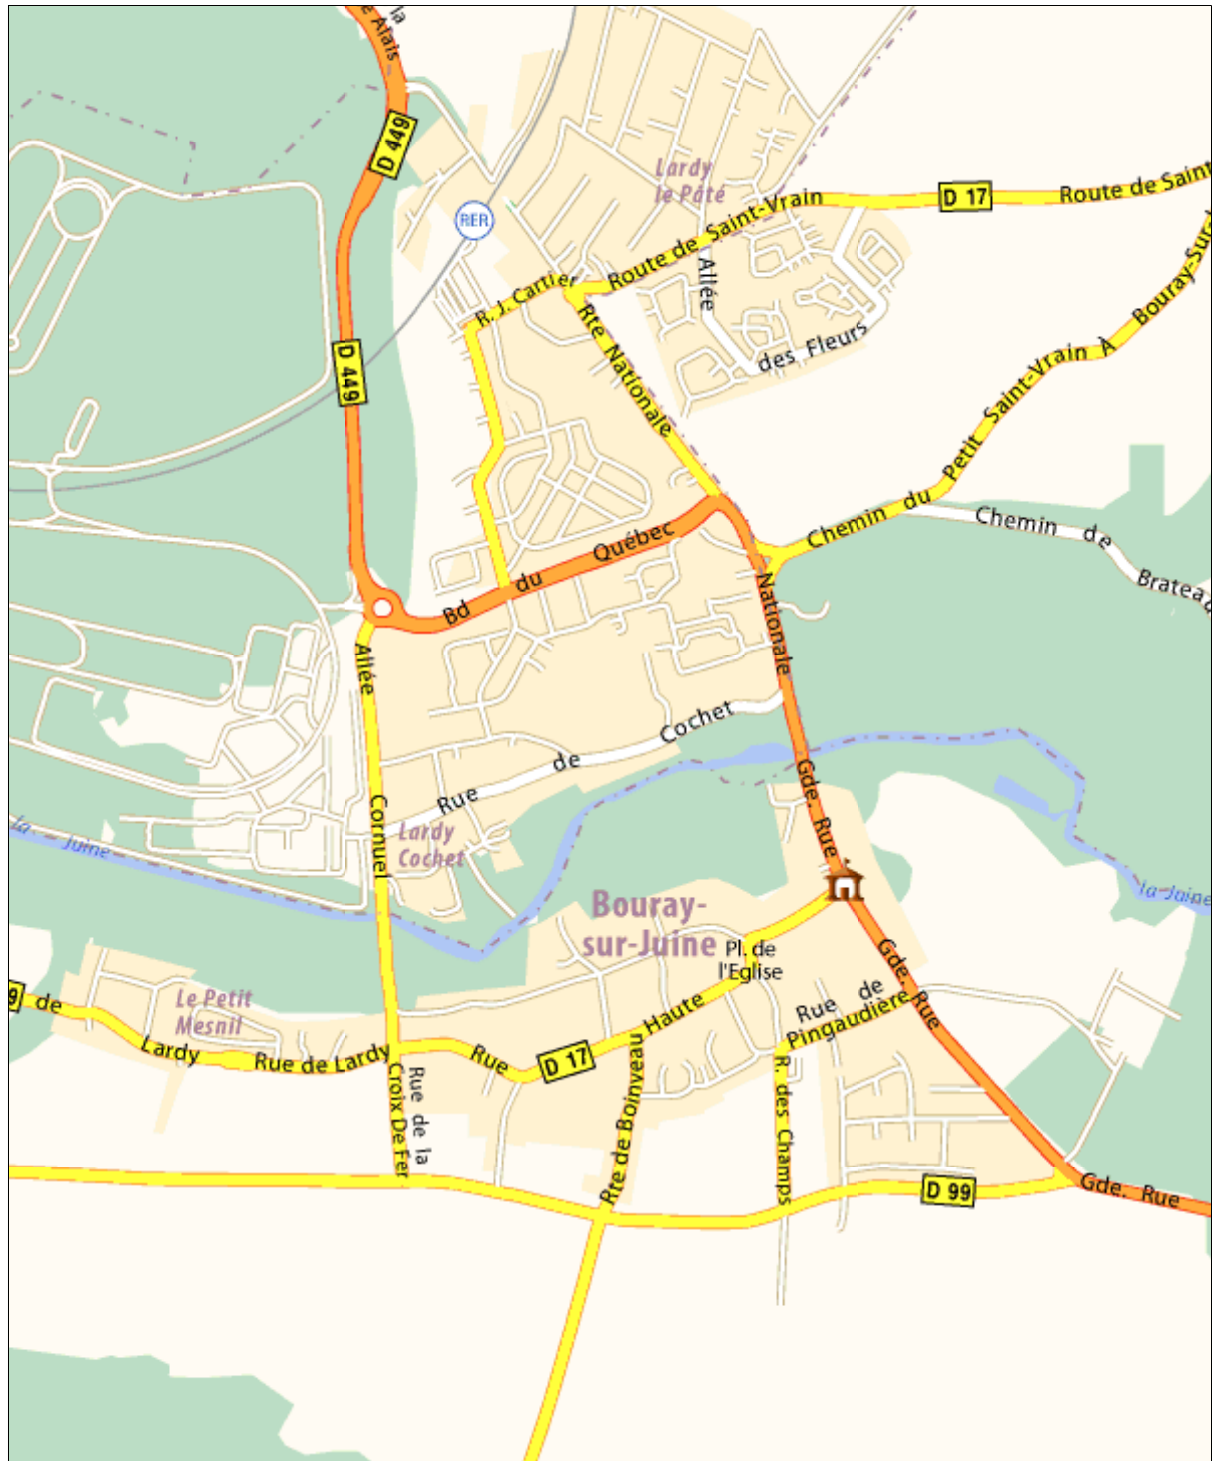 la
Alais
D 449
Lardy
le Pâté
RER
Route de Saint-Vrain
D 17
Route de Saint
R. J. Cartier
Allée
des Fleurs
Rte Nationale
D 449
Chemin du Petit Saint-Vrain À Bouray-Sur-
Chemin de
Bd du Québec
Nationale
Allée Cornuel
Rue de Cochet
Lardy
Cochet
Gde. Rue
la Juine
la Juine
Bouray-
sur-Juine
Pl. de
l'Eglise
Le Petit
Mesnil
9 de
Lardy
Rue de Lardy
Rue
D 17
Haute
Rue de
Pingaudière
Gde. Rue
Rue de la
Croix De Fer
Rte de Boinveau
R. des Champs
D 99
Gde. Rue